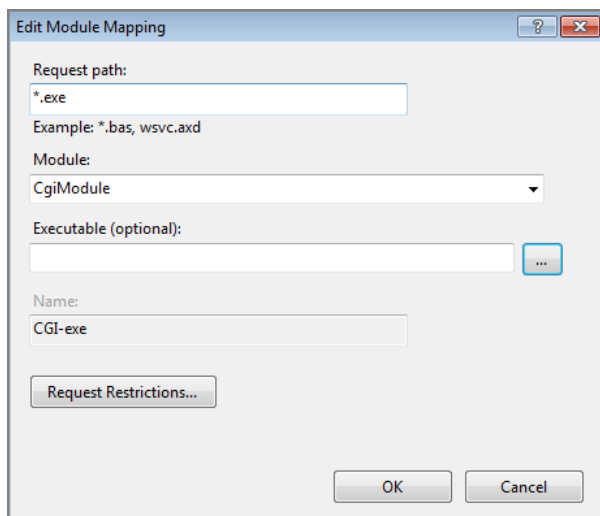 Edit Module Mapping
?
Request path:
*.exe
Example: *.bas, wsvc.axd
Module:
CgiModule
Executable (optional):
...
Name:
CGI-exe
Request Restrictions...
OK
Cancel